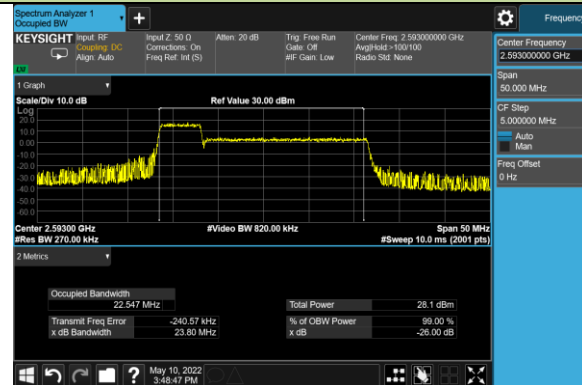 Spectrum Analyzer 1
Occupied BW
Frequency
KEYSIGHT
Input: RF
Coupling: DC
Align: Auto
Input Z: 50 Ω
Corrections: On
Freq Ref: Int (S)
Atten: 20 dB
Trig: Free Run
Gate: Off
#IF Gain: Low
Center Freq: 2.593000000 GHz
Avg|Hold:>100/100
Radio Std: None
LXI
Center Frequency
2.593000000 GHz
Span
50.000 MHz
CF Step
5.000000 MHz
Auto
Man
Freq Offset
0 Hz
1 Graph
Scale/Div 10.0 dB
Ref Value 30.00 dBm
Log
20.0
10.0
0.00
-10.0
-20.0
-30.0
-40.0
-50.0
-60.0
Center 2.59300 GHz
#Video BW 820.00 kHz
Span 50 MHz
#Res BW 270.00 kHz
#Sweep 10.0 ms (2001 pts)
2 Metrics
Occupied Bandwidth
22.547 MHz
Total Power
28.1 dBm
Transmit Freq Error
-240.57 kHz
% of OBW Power
99.00 %
x dB Bandwidth
23.80 MHz
x dB
-26.00 dB
?
May 10, 2022
3:48:47 PM